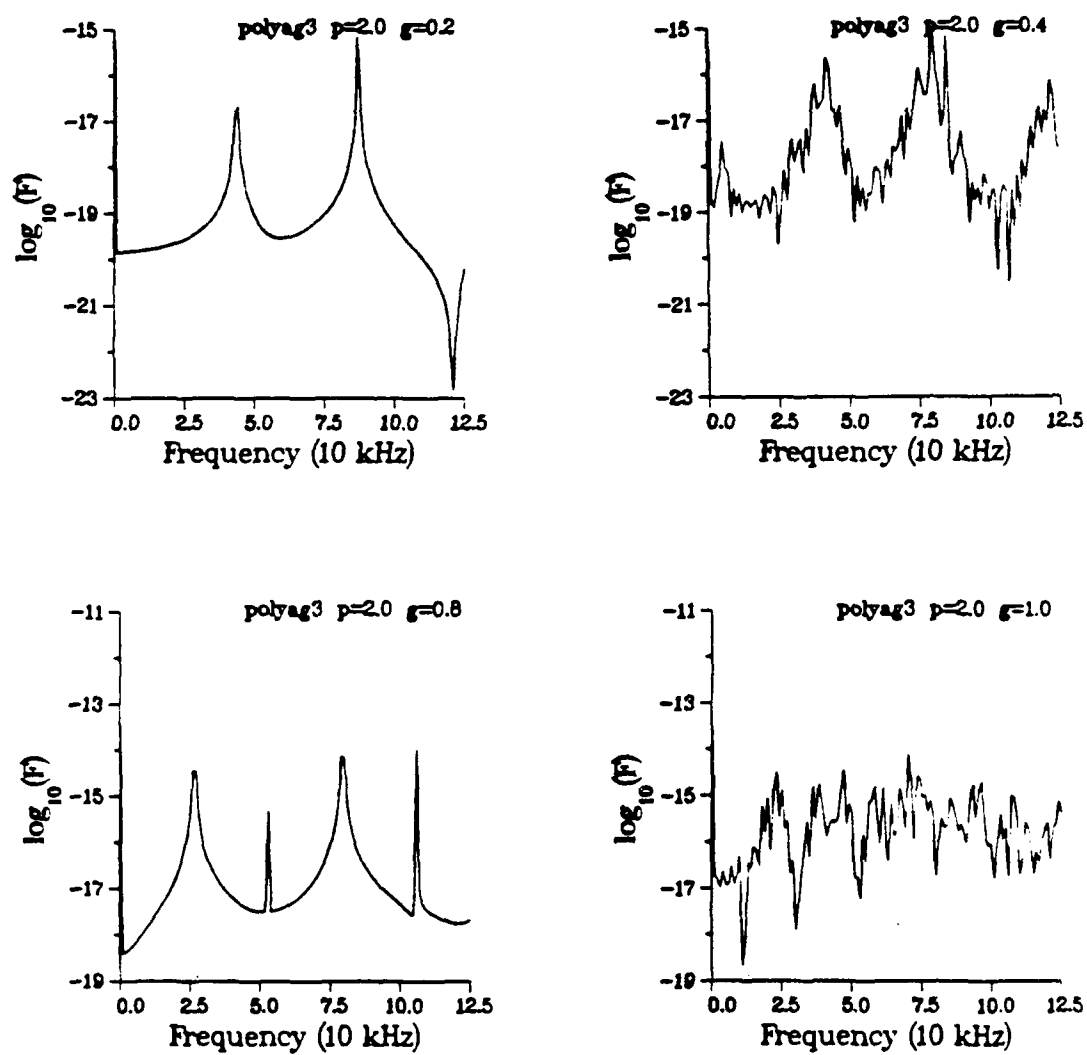 polyag3 p=2.0 g=0.2
-15
-17
-19
-21
-23
log10(F)
0.0 2.5 5.0 7.5 10.0 12.5
Frequency (10 kHz)
polyag3 p=2.0 g=0.4
-15
-17
-19
-21
-23
log10(F)
0.0 2.5 5.0 7.5 10.0 12.5
Frequency (10 kHz)
polyag3 p=2.0 g=0.8
-11
-13
-15
-17
-19
log10(F)
0.0 2.5 5.0 7.5 10.0 12.5
Frequency (10 kHz)
polyag3 p=2.0 g=1.0
-11
-13
-15
-17
-19
log10(F)
0.0 2.5 5.0 7.5 10.0 12.5
Frequency (10 kHz)